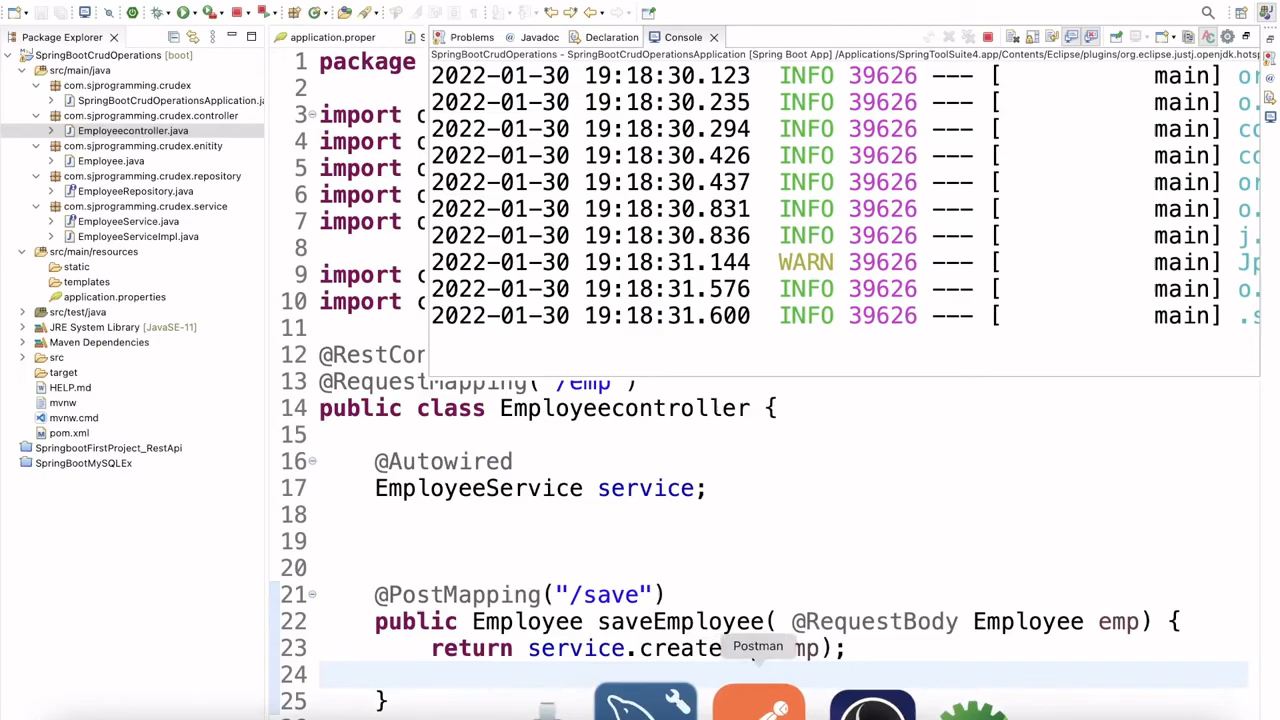 Package Explorer
SpringBootCrudOperations [boot]
src/main/java
com.sjprogramming.crudex
SpringBootCrudOperationsApplication.ja
com.sjprogramming.crudex.controller
Employeecontroller.java
com.sjprogramming.crudex.enitity
Employee.java
com.sjprogramming.crudex.repository
EmployeeRepository.java
com.sjprogramming.crudex.service
EmployeeService.java
EmployeeServiceImpl.java
src/main/resources
static
templates
application.properties
src/test/java
JRE System Library [JavaSE-11]
Maven Dependencies
src
target
HELP.md
mvnw
mvnw.cmd
pom.xml
SpringbootFirstProject_RestApi
SpringBootMySQLEx
application.proper
Problems Javadoc Declaration Console
SpringBootCrudOperations - SpringBootCrudOperationsApplication [Spring Boot App] /Applications/SpringToolSuite4.app/Contents/Eclipse/plugins/org.eclipse.justj.openjdk.hotsp
2022-01-30 19:18:30.123 INFO 39626 --- [ main] or
2022-01-30 19:18:30.235 INFO 39626 --- [ main] o.
2022-01-30 19:18:30.294 INFO 39626 --- [ main] co
2022-01-30 19:18:30.426 INFO 39626 --- [ main] co
2022-01-30 19:18:30.437 INFO 39626 --- [ main] or
2022-01-30 19:18:30.831 INFO 39626 --- [ main] o.
2022-01-30 19:18:30.836 INFO 39626 --- [ main] j.
2022-01-30 19:18:31.144 WARN 39626 --- [ main] Jp
2022-01-30 19:18:31.576 INFO 39626 --- [ main] o.
2022-01-30 19:18:31.600 INFO 39626 --- [ main] .s
1 package
2
3 import
4 import
5 import
6 import
7 import
8
9 import
10 import
11
12 @RestCon
13 @RequestMapping("/emp")
14 public class Employeecontroller {
15
16 @Autowired
17 EmployeeService service;
18
19
20
21 @PostMapping("/save")
22 public Employee saveEmployee( @RequestBody Employee emp) {
23 return service.create mp);
24
25 }
Postman